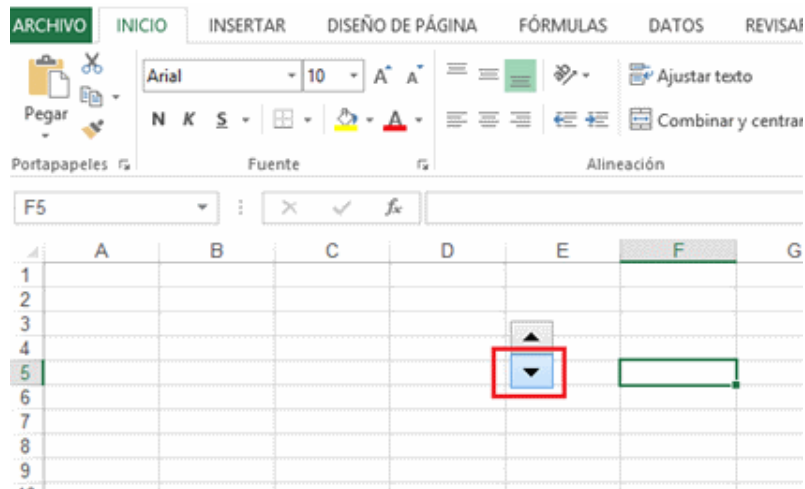 ARCHIVO INICIO INSERTAR DISEÑO DE PÁGINA FÓRMULAS DATOS REVISAR
Arial 10 A A Ajustar texto
Pegar N K S A Combinar y centrar
Portapapeles Fuente Alineación
F5 fx
A B C D E F G
1
2
3
4
5
6
7
8
9